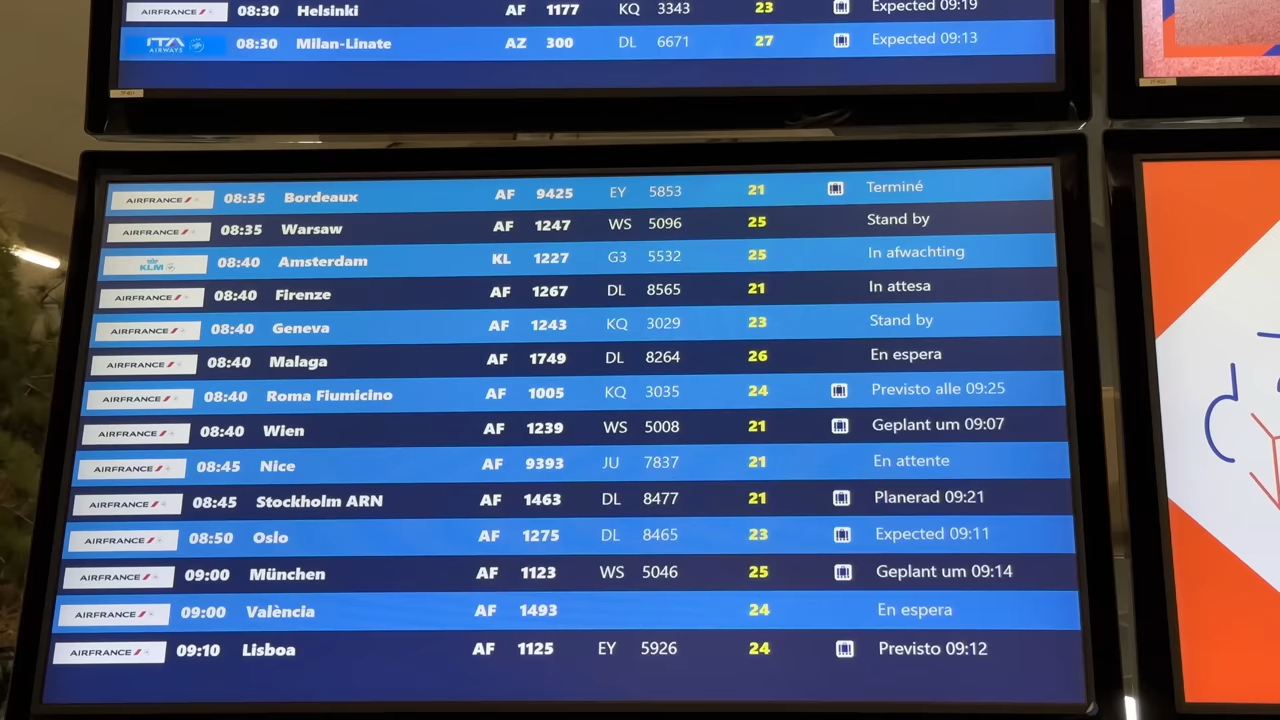 AIRFRANCE 08:30 Helsinki AF 1177 KQ 3343 23 Expected 09:19
ITA AIRWAYS 08:30 Milan-Linate AZ 300 DL 6671 27 Expected 09:13
AIRFRANCE 08:35 Bordeaux AF 9425 EY 5853 21 Terminé
AIRFRANCE 08:35 Warsaw AF 1247 WS 5096 25 Stand by
KLM 08:40 Amsterdam KL 1227 G3 5532 25 In afwachting
AIRFRANCE 08:40 Firenze AF 1267 DL 8565 21 In attesa
AIRFRANCE 08:40 Geneva AF 1243 KQ 3029 23 Stand by
AIRFRANCE 08:40 Malaga AF 1749 DL 8264 26 En espera
AIRFRANCE 08:40 Roma Fiumicino AF 1005 KQ 3035 24 Previsto alle 09:25
AIRFRANCE 08:40 Wien AF 1239 WS 5008 21 Geplant um 09:07
AIRFRANCE 08:45 Nice AF 9393 JU 7837 21 En attente
AIRFRANCE 08:45 Stockholm ARN AF 1463 DL 8477 21 Planerad 09:21
AIRFRANCE 08:50 Oslo AF 1275 DL 8465 23 Expected 09:11
AIRFRANCE 09:00 München AF 1123 WS 5046 25 Geplant um 09:14
AIRFRANCE 09:00 València AF 1493 24 En espera
AIRFRANCE 09:10 Lisboa AF 1125 EY 5926 24 Previsto 09:12